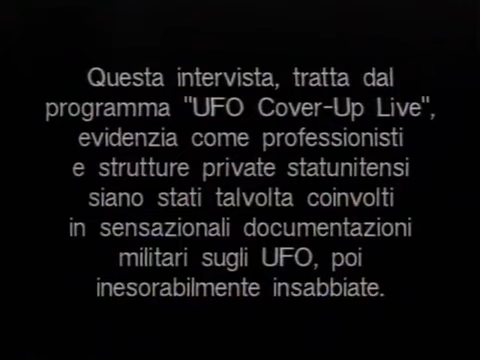 Questa intervista, tratta dal
programma "UFO Cover-Up Live",
evidenzia come professionisti
e strutture private statunitensi
siano stati talvolta coinvolti
in sensazionali documentazioni
militari sugli UFO, poi
inesorabilmente insabbiate.